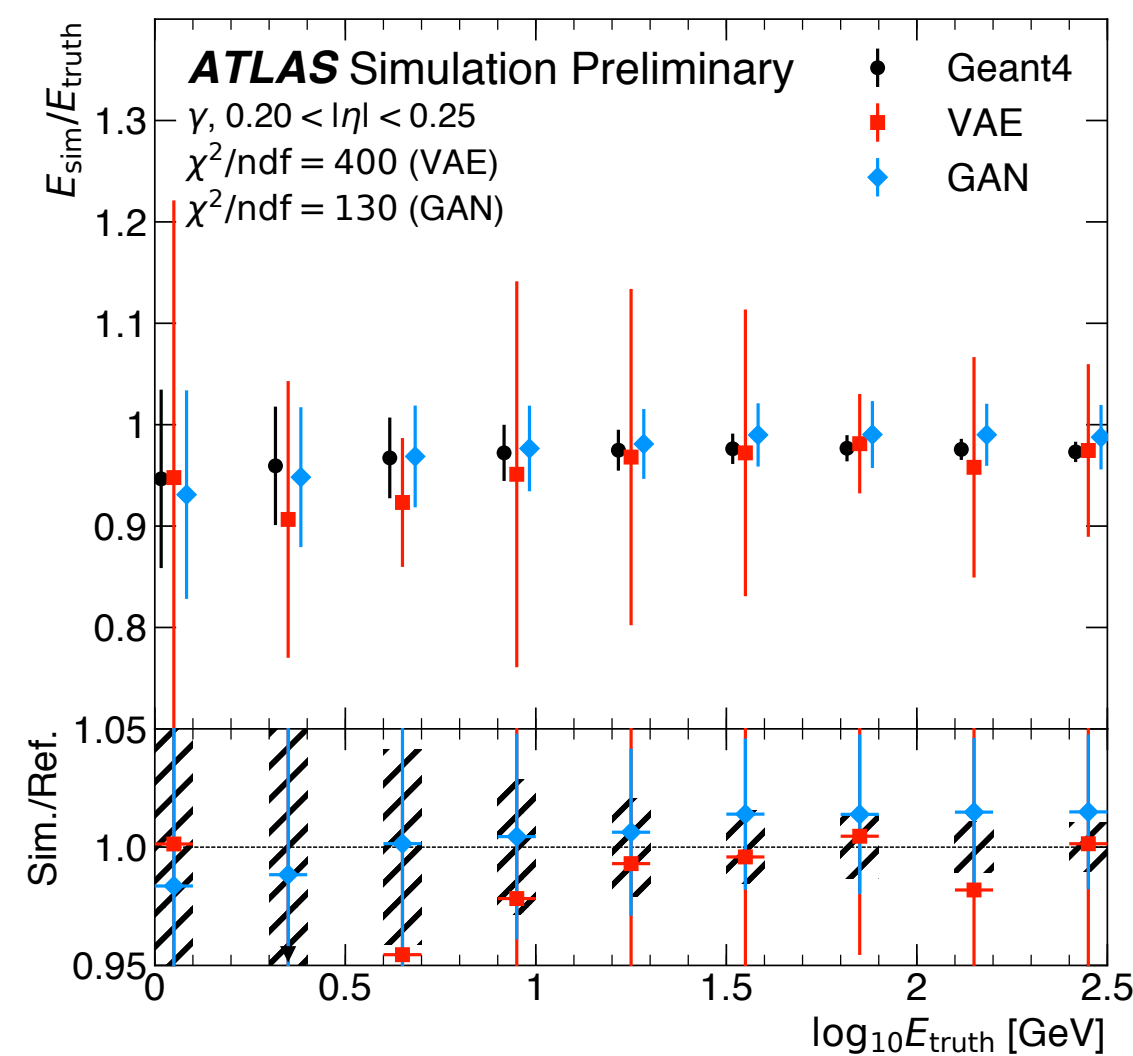 ATLAS Simulation Preliminary
γ, 0.20 < |η| < 0.25
χ²/ndf = 400 (VAE)
χ²/ndf = 130 (GAN)
Geant4
VAE
GAN
E_sim/E_truth
1.3
1.2
1.1
1
0.9
0.8
Sim./Ref.
1.05
1.0
0.95
0 0.5 1 1.5 2 2.5
log₁₀E_truth [GeV]